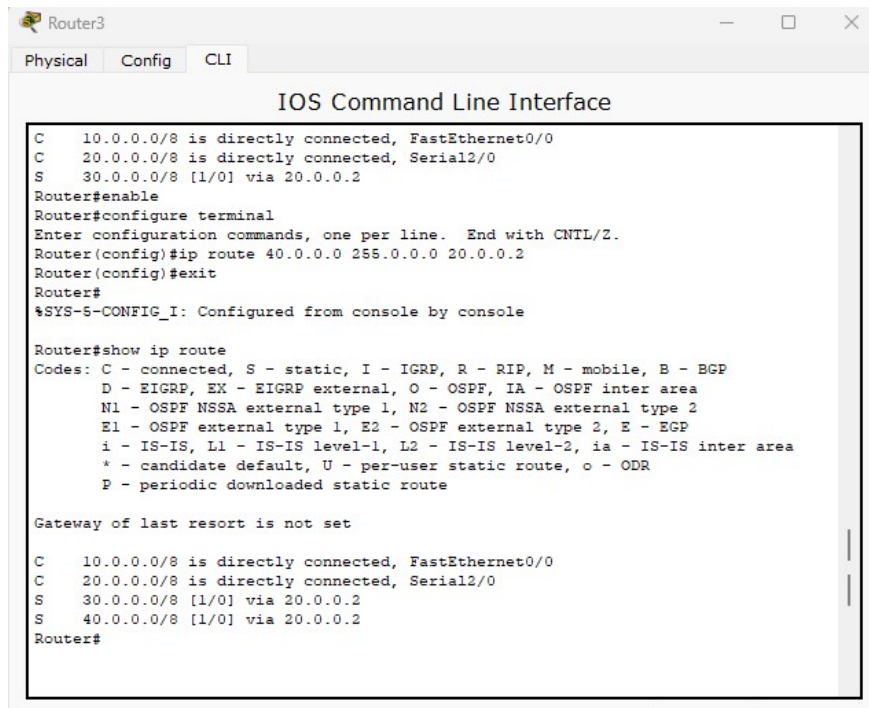 Router3
Physical Config CLI
IOS Command Line Interface
C    10.0.0.0/8 is directly connected, FastEthernet0/0
C    20.0.0.0/8 is directly connected, Serial2/0
S    30.0.0.0/8 [1/0] via 20.0.0.2
Router#enable
Router#configure terminal
Enter configuration commands, one per line.  End with CNTL/Z.
Router(config)#ip route 40.0.0.0 255.0.0.0 20.0.0.2
Router(config)#exit
Router#
%SYS-5-CONFIG_I: Configured from console by console
Router#show ip route
Codes: C - connected, S - static, I - IGRP, R - RIP, M - mobile, B - BGP
       D - EIGRP, EX - EIGRP external, O - OSPF, IA - OSPF inter area
       N1 - OSPF NSSA external type 1, N2 - OSPF NSSA external type 2
       E1 - OSPF external type 1, E2 - OSPF external type 2, E - EGP
       i - IS-IS, L1 - IS-IS level-1, L2 - IS-IS level-2, ia - IS-IS inter area
       * - candidate default, U - per-user static route, o - ODR
       P - periodic downloaded static route
Gateway of last resort is not set
C    10.0.0.0/8 is directly connected, FastEthernet0/0
C    20.0.0.0/8 is directly connected, Serial2/0
S    30.0.0.0/8 [1/0] via 20.0.0.2
S    40.0.0.0/8 [1/0] via 20.0.0.2
Router#